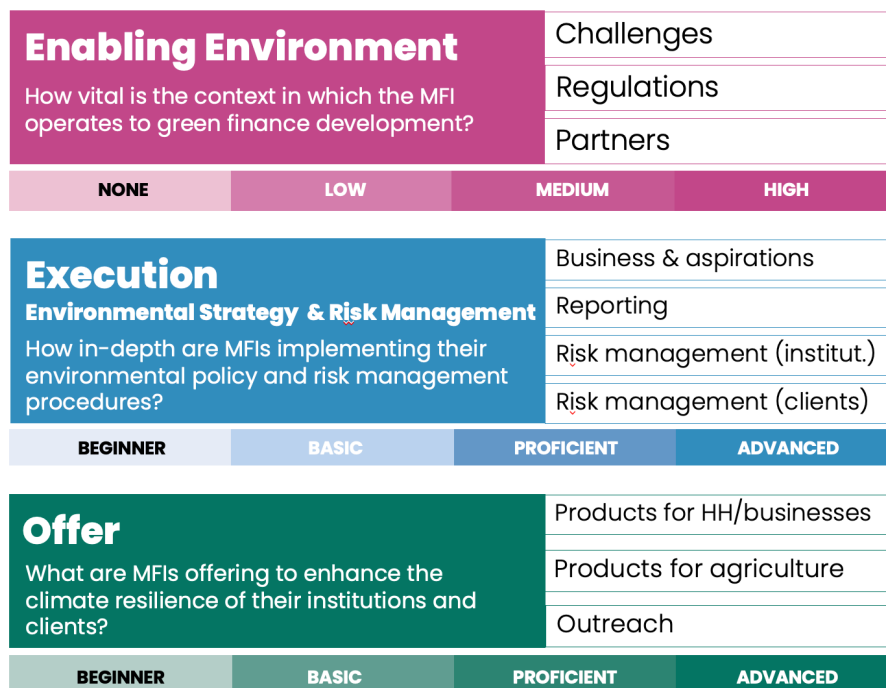 Enabling Environment
How vital is the context in which the MFI
operates to green finance development?
Challenges
Regulations
Partners
NONE LOW MEDIUM HIGH
Execution
Environmental Strategy & Risk Management
How in-depth are MFIs implementing their
environmental policy and risk management
procedures?
Business & aspirations
Reporting
Risk management (institut.)
Risk management (clients)
BEGINNER BASIC PROFICIENT ADVANCED
Offer
What are MFIs offering to enhance the
climate resilience of their institutions and
clients?
Products for HH/businesses
Products for agriculture
Outreach
BEGINNER BASIC PROFICIENT ADVANCED